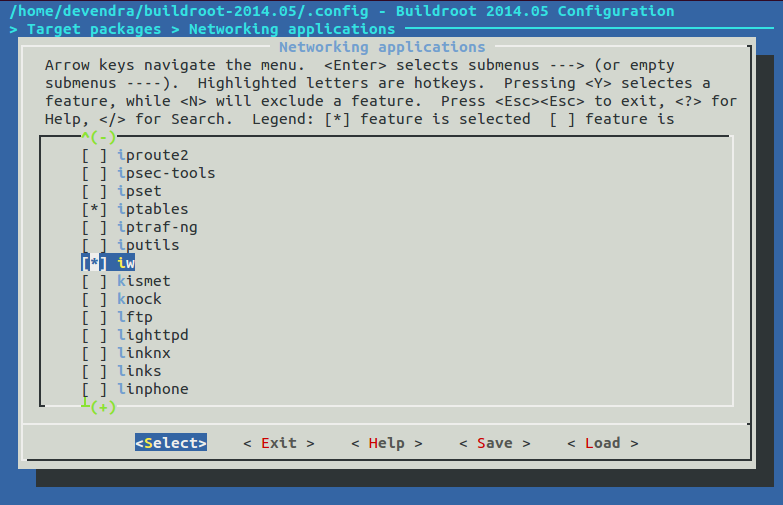 /home/devendra/buildroot-2014.05/.config - Buildroot 2014.05 Configuration
> Target packages > Networking applications
Networking applications
Arrow keys navigate the menu.  <Enter> selects submenus ---> (or empty
submenus ----).  Highlighted letters are hotkeys.  Pressing <Y> selectes a
feature, while <N> will exclude a feature.  Press <Esc><Esc> to exit, <?> for
Help, </> for Search.  Legend: [*] feature is selected  [ ] feature is
^(-)
[ ] iproute2
[ ] ipsec-tools
[ ] ipset
[*] iptables
[ ] iptraf-ng
[ ] iputils
[*] iw
[ ] kismet
[ ] knock
[ ] lftp
[ ] lighttpd
[ ] linknx
[ ] links
[ ] linphone
┴(+)
<Select>    < Exit >    < Help >    < Save >    < Load >